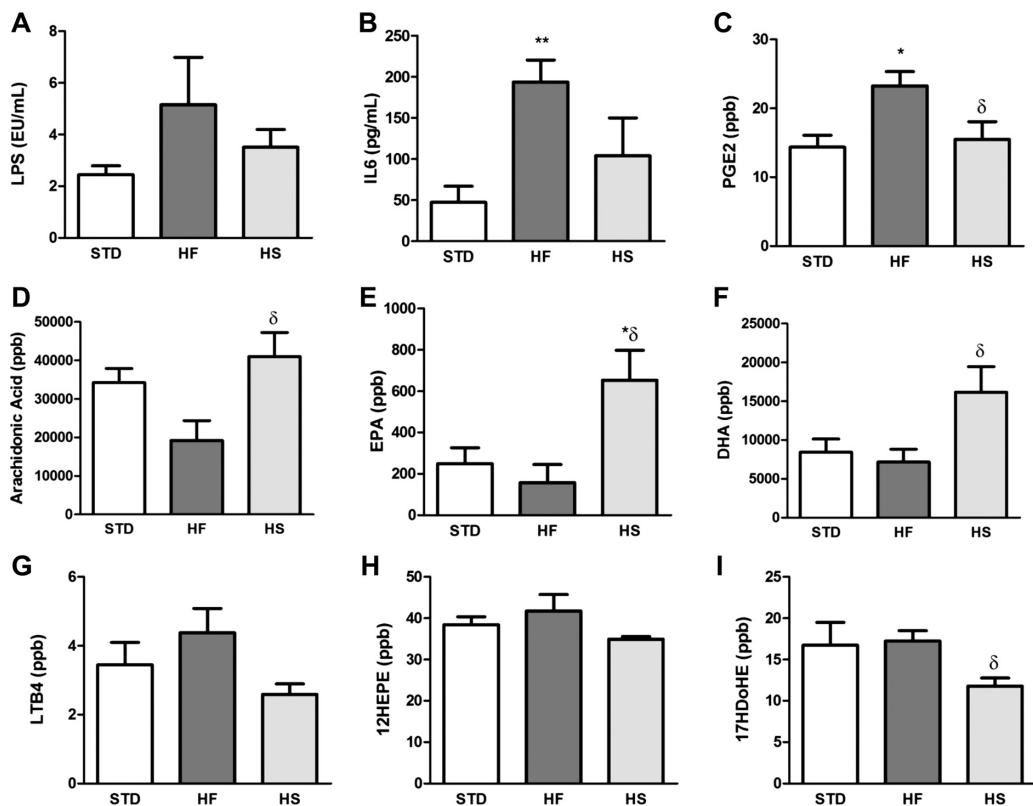 A
LPS (EU/mL)
8
6
4
2
0
STD HF HS
B
IL6 (pg/mL)
250
200
150
100
50
0
**
STD HF HS
C
PGE2 (ppb)
30
20
10
0
*
δ
STD HF HS
D
Arachidonic Acid (ppb)
50000
40000
30000
20000
10000
0
δ
STD HF HS
E
EPA (ppb)
1000
800
600
400
200
0
*δ
STD HF HS
F
DHA (ppb)
25000
20000
15000
10000
5000
0
δ
STD HF HS
G
LTB4 (ppb)
6
4
2
0
STD HF HS
H
12HEPE (ppb)
50
40
30
20
10
0
STD HF HS
I
17HDoHE (ppb)
25
20
15
10
5
0
δ
STD HF HS